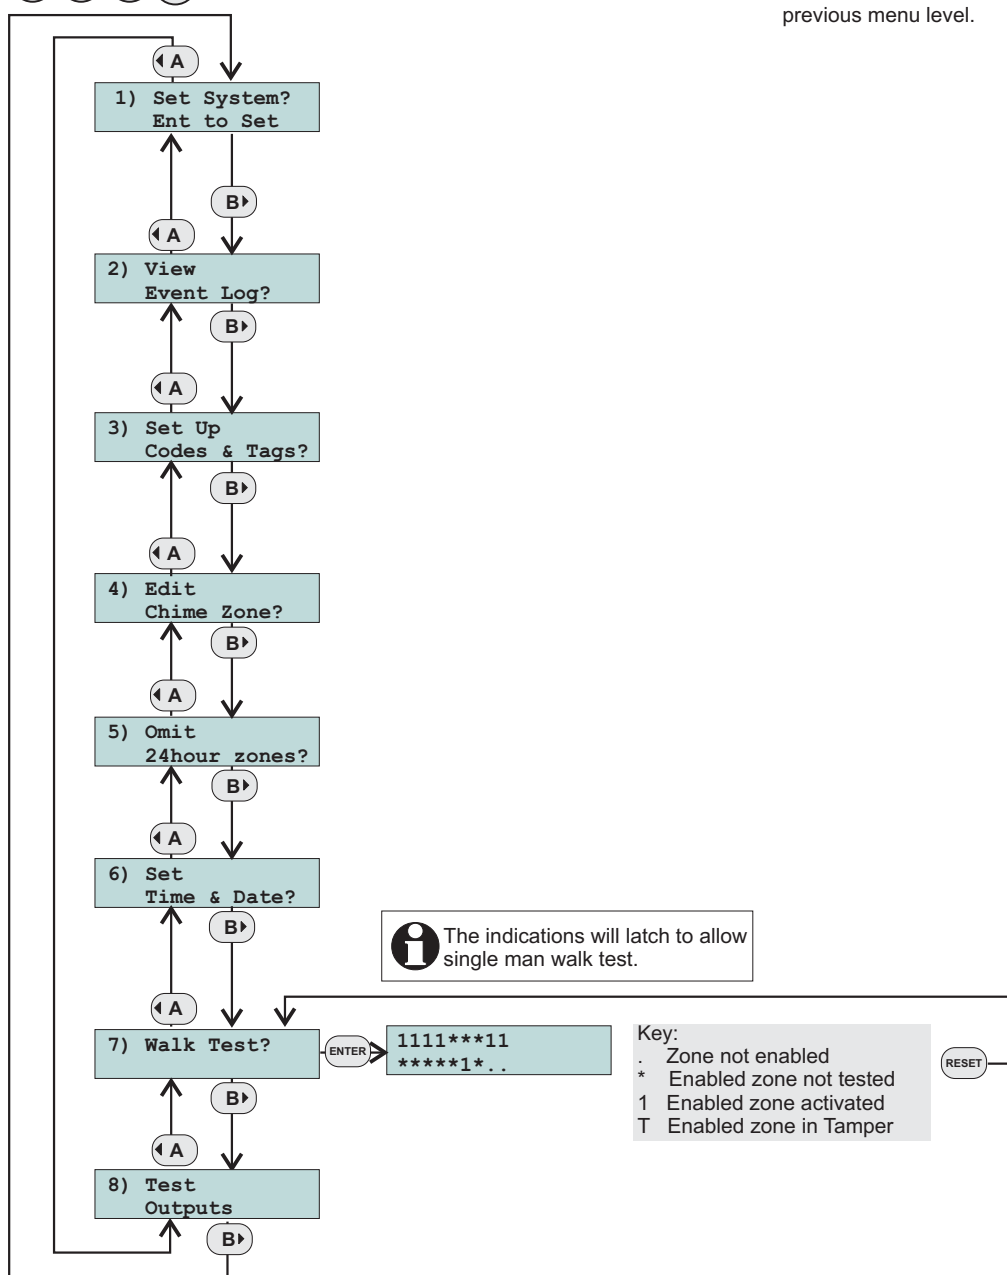 previous menu level.
A
1) Set System?
Ent to Set
B
A
2) View
Event Log?
B
A
3) Set Up
Codes & Tags?
B
A
4) Edit
Chime Zone?
B
A
5) Omit
24hour zones?
B
A
6) Set
Time & Date?
B
The indications will latch to allow
single man walk test.
A
7) Walk Test?
ENTER
1111***11
*****1*..
Key:
. Zone not enabled
* Enabled zone not tested
1 Enabled zone activated
T Enabled zone in Tamper
RESET
B
A
8) Test
Outputs
B